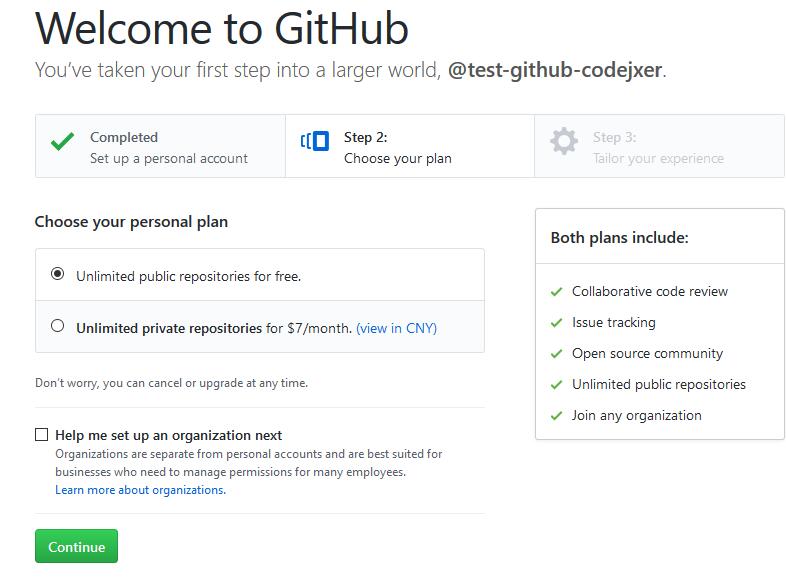 Welcome to GitHub
You’ve taken your first step into a larger world, @test-github-codejxer.
Completed
Set up a personal account
Step 2:
Choose your plan
Step 3:
Tailor your experience
Choose your personal plan
Unlimited public repositories for free.
Unlimited private repositories for $7/month. (view in CNY)
Don’t worry, you can cancel or upgrade at any time.
Help me set up an organization next
Organizations are separate from personal accounts and are best suited for
businesses who need to manage permissions for many employees.
Learn more about organizations.
Continue
Both plans include:
Collaborative code review
Issue tracking
Open source community
Unlimited public repositories
Join any organization